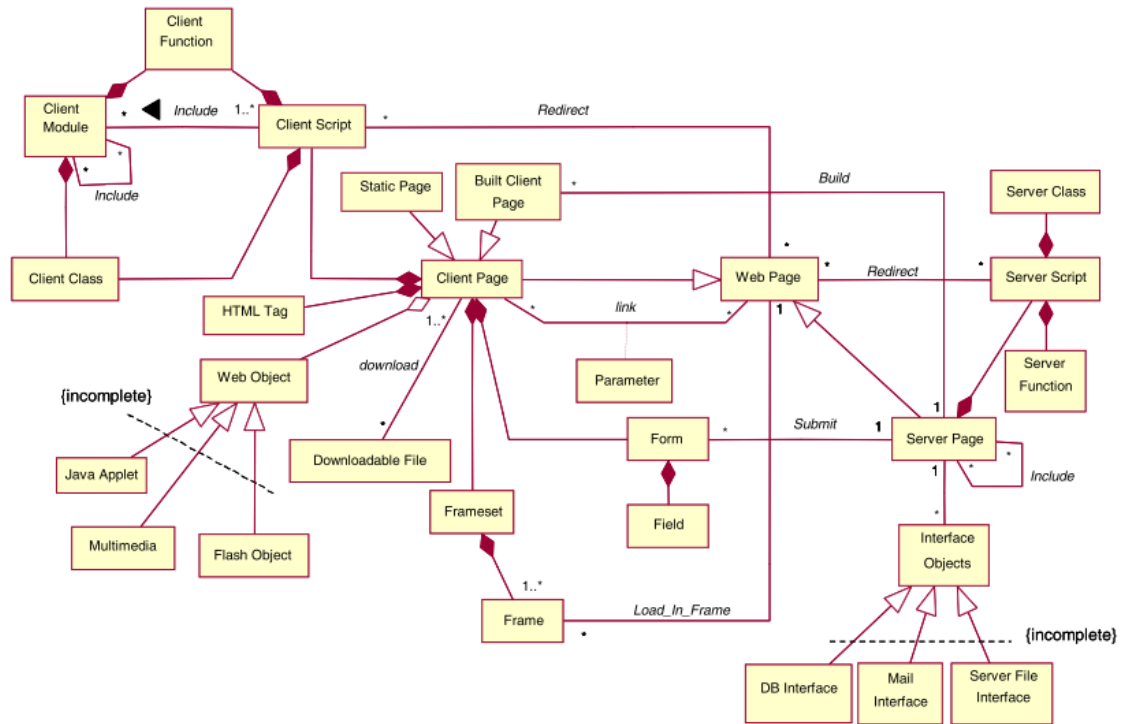 Client
Function
Client
Module
*
Include
1..*
Client Script
*
Redirect
*
*
Include
Static Page
Built Client
Page
*
Build
Server Class
Client Class
Client Page
Web Page
*
*
Redirect
*
Server Script
HTML Tag
1..*
*
link
*
1
1
Web Object
download
Parameter
Server
Function
{incomplete}
*
Form
*
Submit
1
1
Server Page
*
*
1
Include
Java Applet
Downloadable File
Multimedia
Flash Object
Frameset
Field
*
Interface
Objects
1..*
Frame
*
Load_In_Frame
{incomplete}
DB Interface
Mail
Interface
Server File
Interface